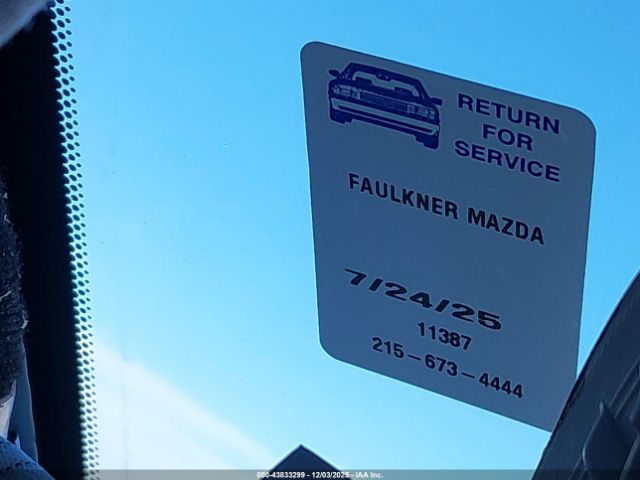 RETURN
FOR
SERVICE
FAULKNER MAZDA
7/24/25
11387
215-673-4444
000-43833299 - 12/03/2025 - IAA Inc.